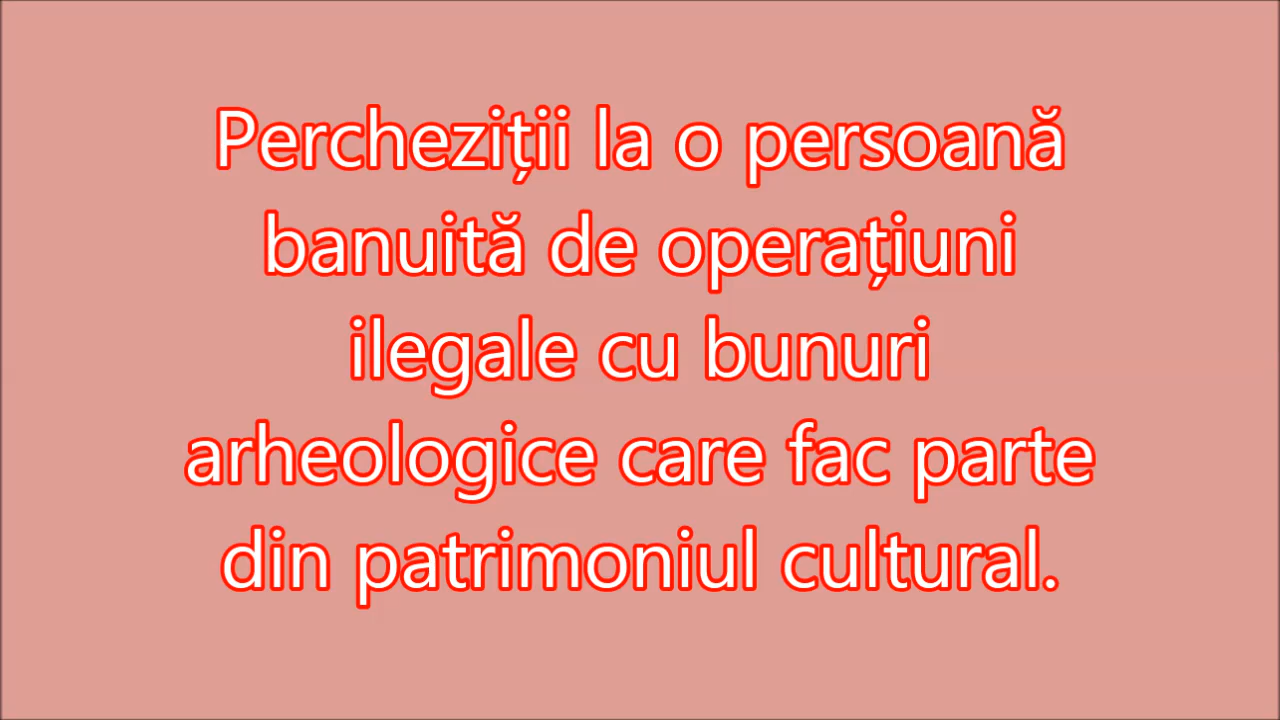 Percheziții la o persoană
banuită de operațiuni
ilegale cu bunuri
arheologice care fac parte
din patrimoniul cultural.